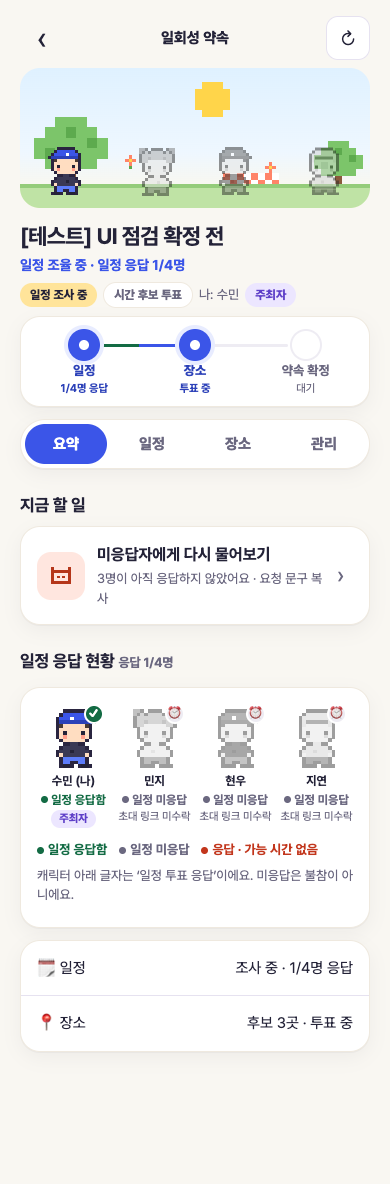 일회성 약속
[테스트] UI 점검 확정 전
일정 조율 중 · 일정 응답 1/4명
일정 조사 중 시간 후보 투표 나: 수민 주최자
일정 장소 약속 확정
1/4명 응답 투표 중 대기
요약 일정 장소 관리
지금 할 일
미응답자에게 다시 물어보기
3명이 아직 응답하지 않았어요 · 요청 문구 복
사
일정 응답 현황 응답 1/4명
수민 (나) 민지 현우 지연
일정 응답함 일정 미응답 일정 미응답 일정 미응답
주최자 초대 링크 미수락 초대 링크 미수락 초대 링크 미수락
일정 응답함 일정 미응답 응답 · 가능 시간 없음
캐릭터 아래 글자는 '일정 투표 응답'이에요. 미응답은 불참이 아
니에요.
일정 조사 중 · 1/4명 응답
장소 후보 3곳 · 투표 중